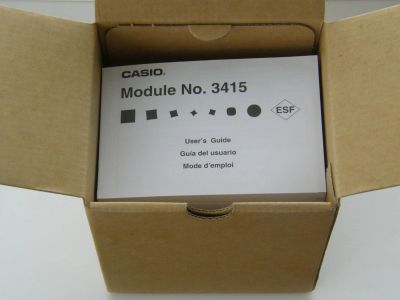 CASIO.
Module No. 3415
ESF
User's Guide
Guía del usuario
Mode d'emploi